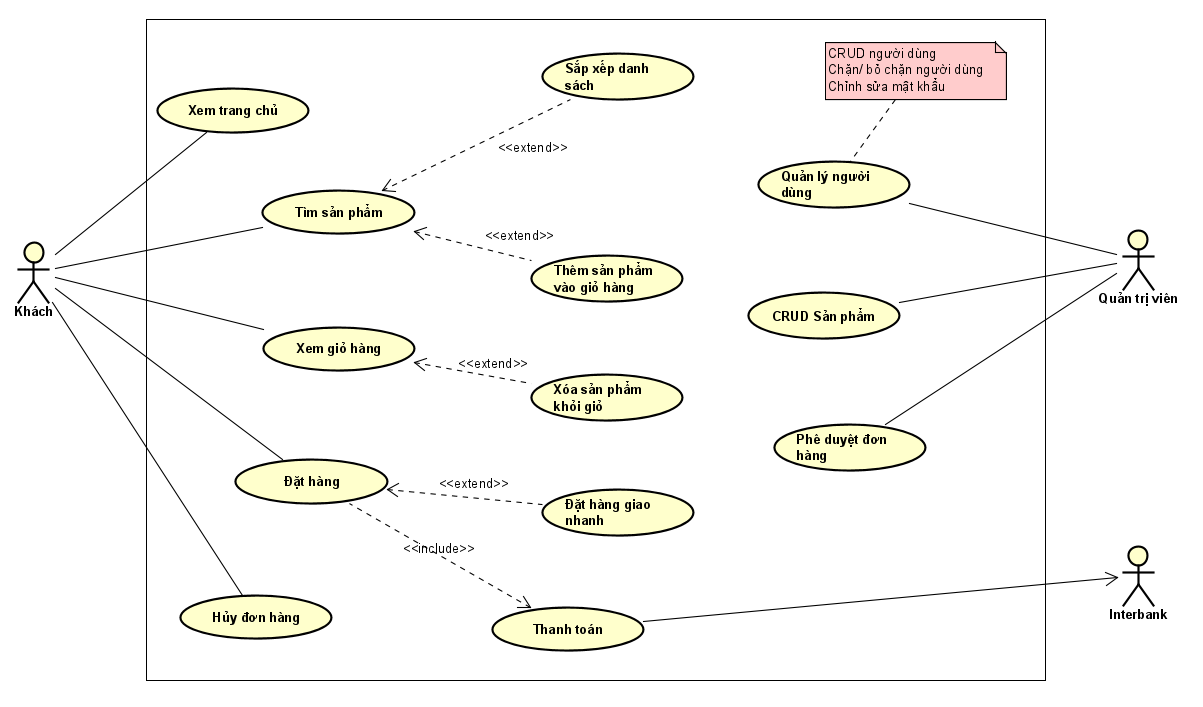 CRUD người dùng
Chặn/ bỏ chặn người dùng
Chỉnh sửa mật khẩu
Sắp xếp danh
sách
Xem trang chủ
<<extend>>
Quản lý người
dùng
Tìm sản phẩm
<<extend>>
Thêm sản phẩm
vào giỏ hàng
Khách
Quản trị viên
CRUD Sản phẩm
Xem giỏ hàng
<<extend>>
Xóa sản phẩm
khỏi giỏ
Phê duyệt đơn
hàng
Đặt hàng
<<extend>>
Đặt hàng giao
nhanh
<<include>>
Hủy đơn hàng
Thanh toán
Interbank